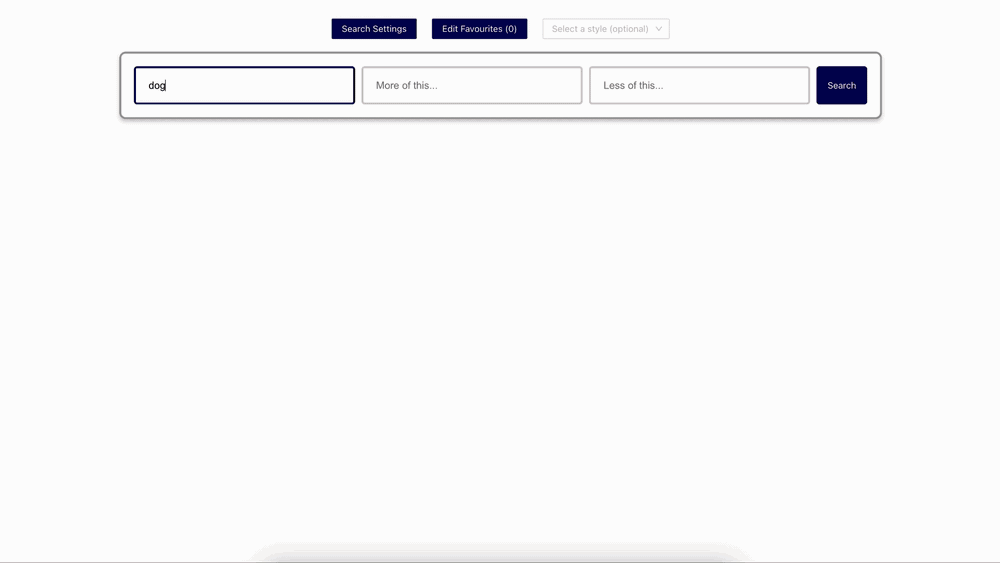 Search Settings Edit Favourites (0) Select a style (optional)
dog More of this... Less of this... Search